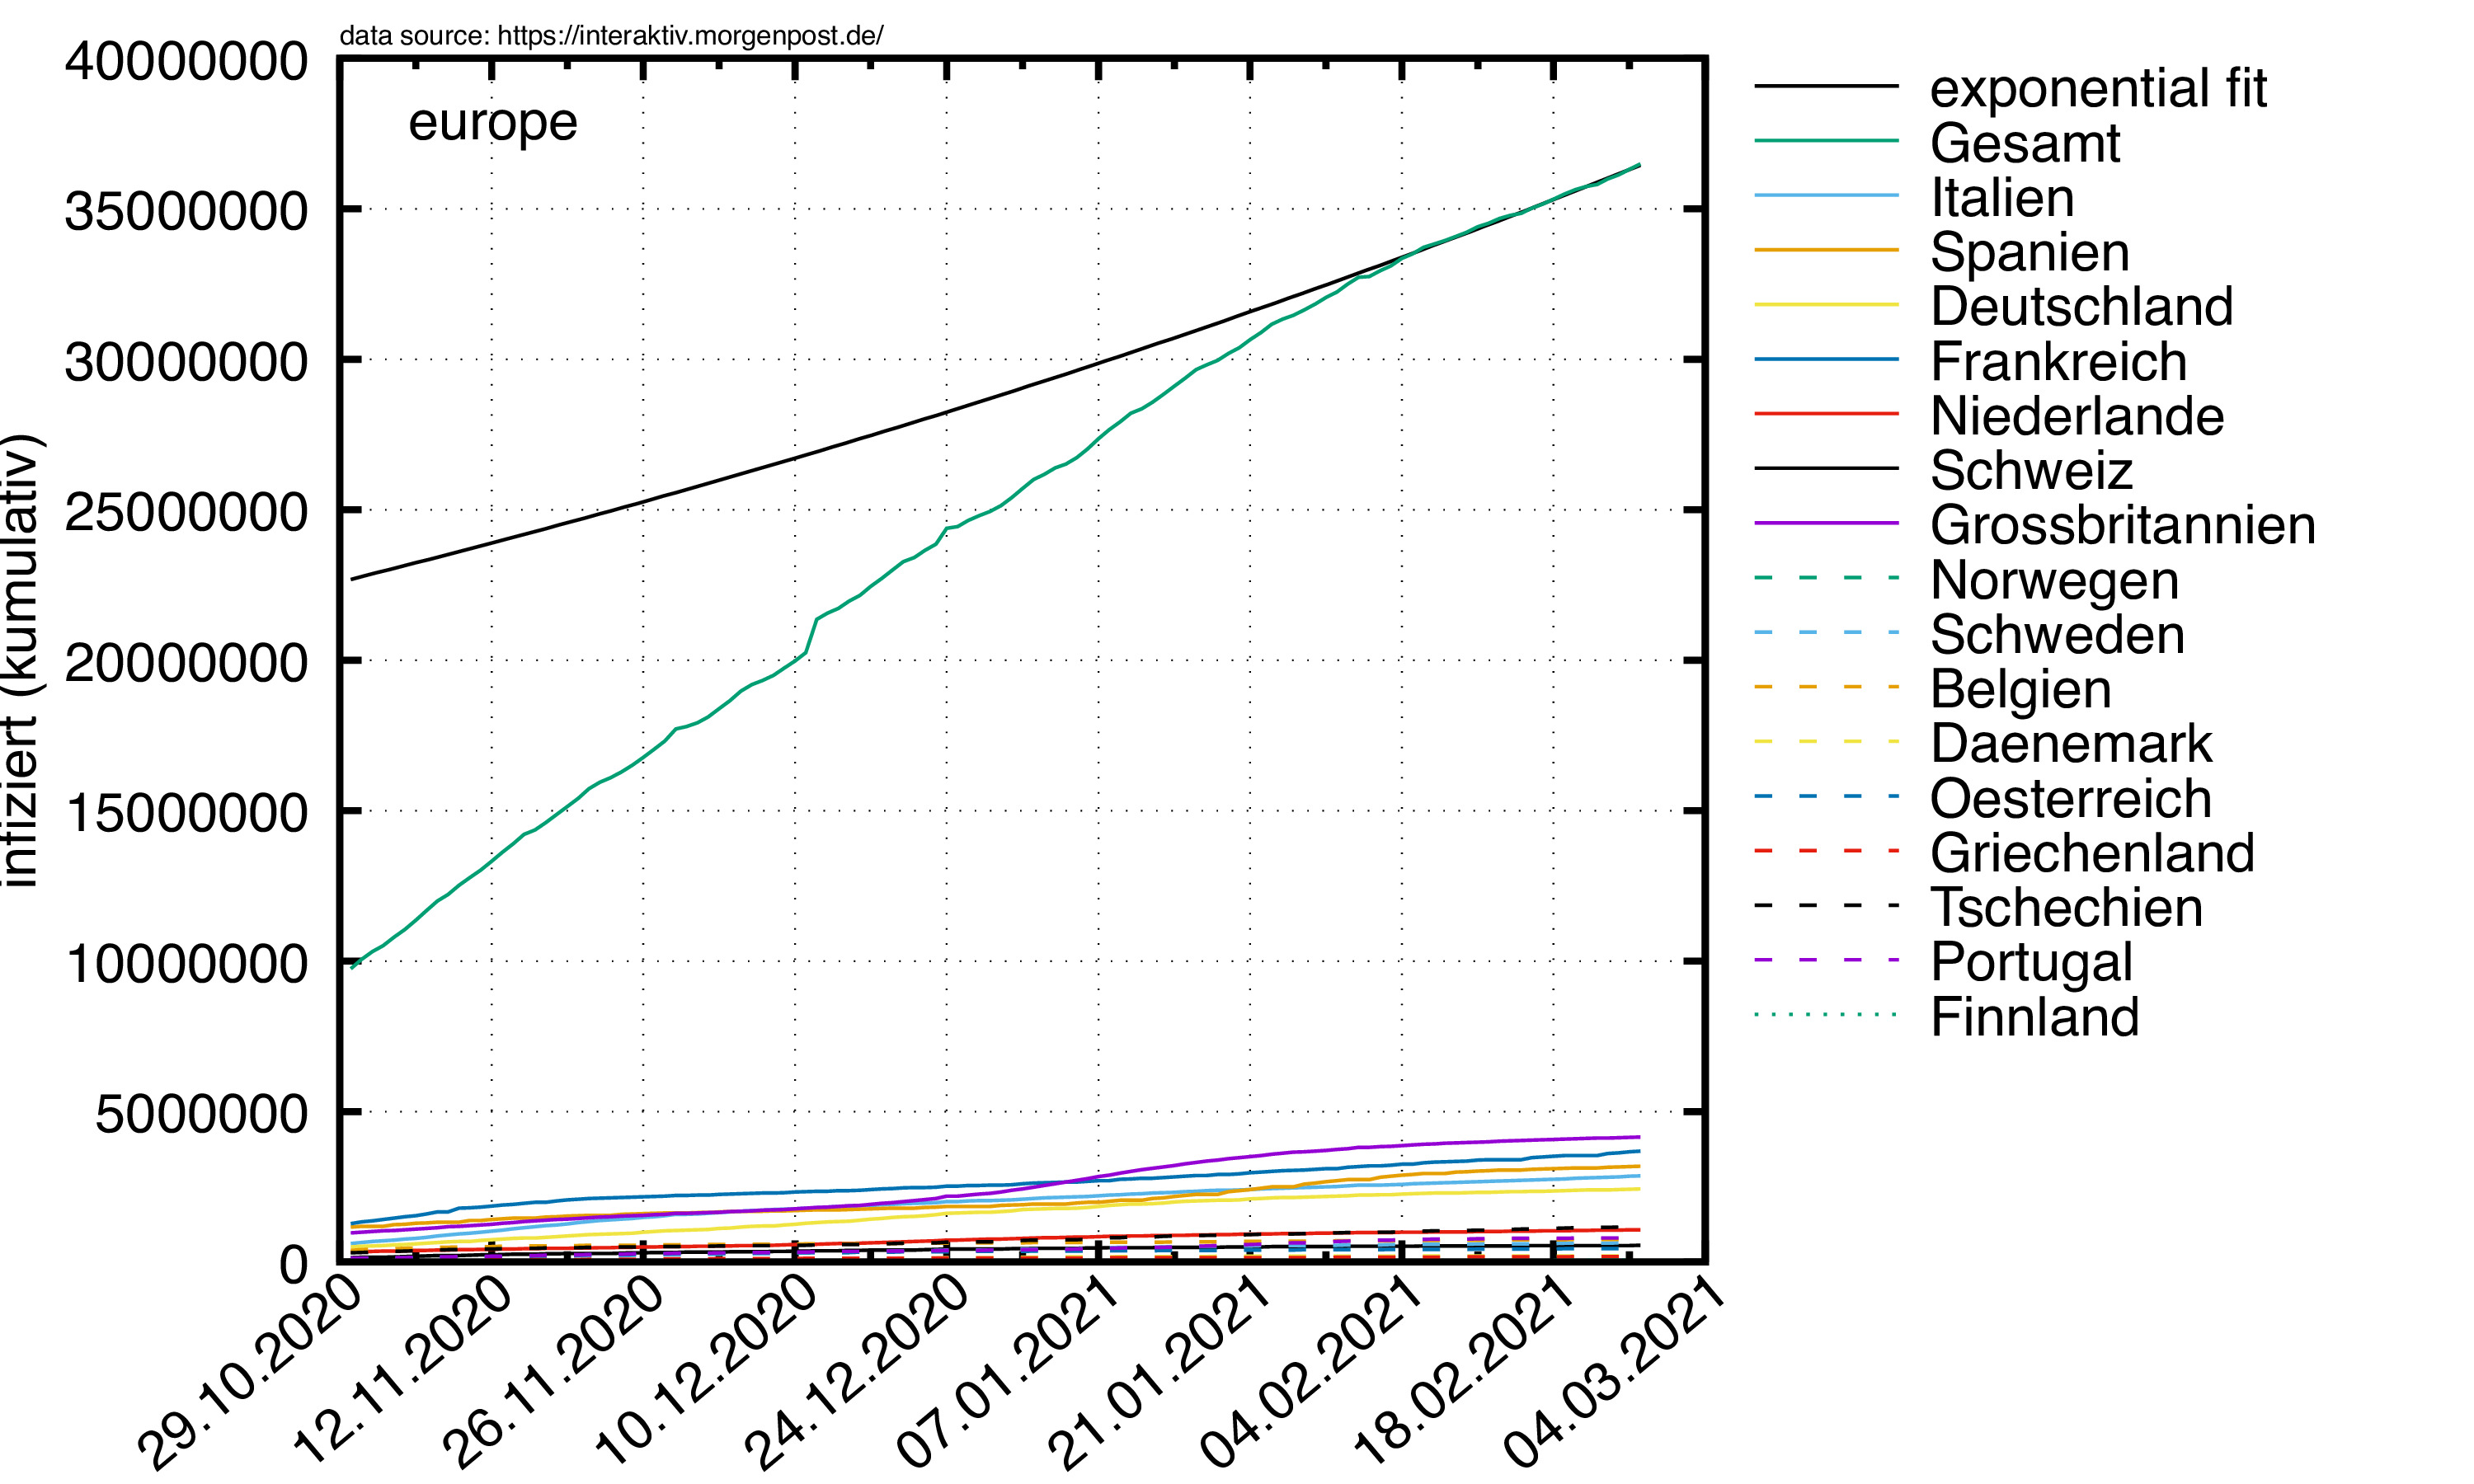 data source: https://interaktiv.morgenpost.de/
europe
infiziert (kumulativ)
40000000
35000000
30000000
25000000
20000000
15000000
10000000
5000000
0
29.10.2020
12.11.2020
26.11.2020
10.12.2020
24.12.2020
07.01.2021
21.01.2021
04.02.2021
18.02.2021
04.03.2021
exponential fit
Gesamt
Italien
Spanien
Deutschland
Frankreich
Niederlande
Schweiz
Grossbritannien
Norwegen
Schweden
Belgien
Daenemark
Oesterreich
Griechenland
Tschechien
Portugal
Finnland